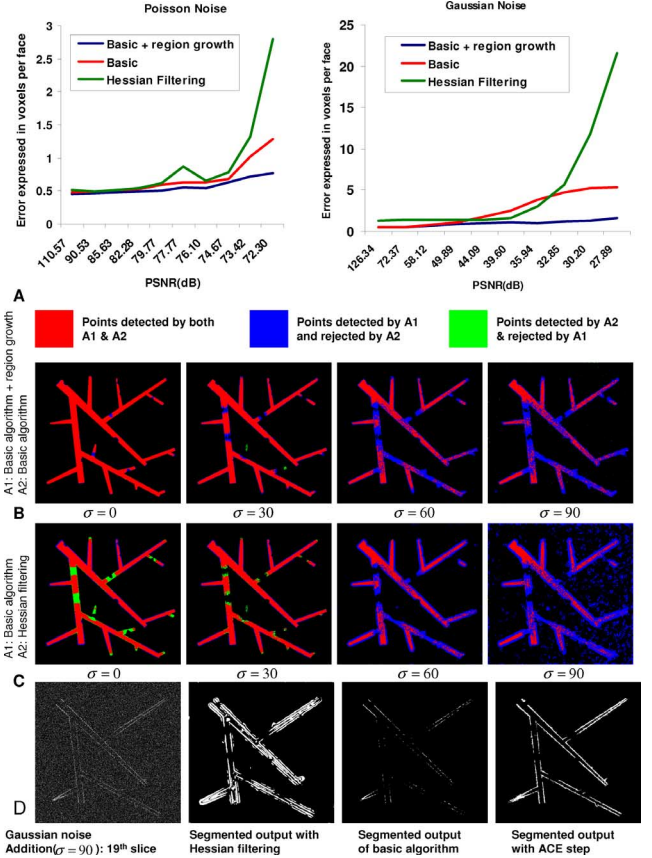 Poisson Noise
Gaussian Noise
Error expressed in voxels per face
3
2.5
2
1.5
1
0.5
0
Basic + region growth
Basic
Hessian Filtering
110.57
90.53
85.63
82.28
79.77
77.77
76.10
74.67
73.42
72.30
PSNR(dB)
Error expressed in voxels per face
25
20
15
10
5
0
Basic + region growth
Basic
Hessian Filtering
126.34
72.37
58.12
49.89
44.09
39.60
35.94
32.85
30.20
27.89
PSNR(dB)
A
Points detected by both
A1 & A2
Points detected by A1
and rejected by A2
Points detected by A2
& rejected by A1
A1: Basic algorithm + region growth
A2: Basic algorithm
B
σ = 0
σ = 30
σ = 60
σ = 90
A1: Basic algorithm
A2: Hessian filtering
C
σ = 0
σ = 30
σ = 60
σ = 90
D
Gaussian noise
Addition(σ = 90): 19th slice
Segmented output with
Hessian filtering
Segmented output
of basic algorithm
Segmented output
with ACE step